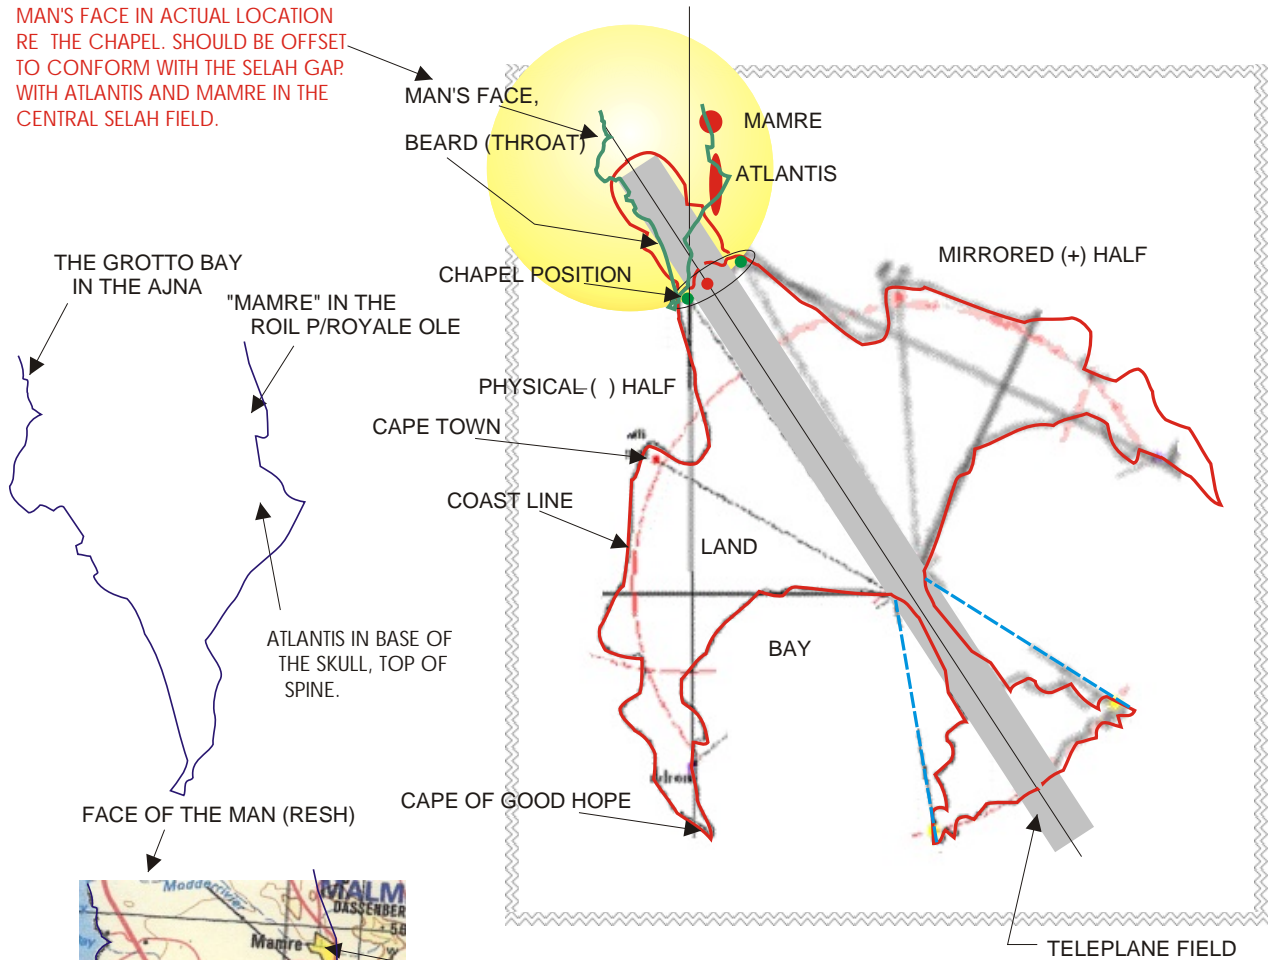 MAN'S FACE IN ACTUAL LOCATION
RE THE CHAPEL. SHOULD BE OFFSET
TO CONFORM WITH THE SELAH GAP.
WITH ATLANTIS AND MAMRE IN THE
CENTRAL SELAH FIELD.
MAN'S FACE,
BEARD (THROAT)
MAMRE
ATLANTIS
CHAPEL POSITION
MIRRORED (+) HALF
THE GROTTO BAY
IN THE AJNA
"MAMRE" IN THE
ROIL P/ROYALE OLE
PHYSICAL-( ) HALF
CAPE TOWN
COAST LINE
LAND
BAY
ATLANTIS IN BASE OF
THE SKULL, TOP OF
SPINE.
CAPE OF GOOD HOPE
FACE OF THE MAN (RESH)
TELEPLANE FIELD
Modderrivier
MALM
DASSENBER
56
Mamre